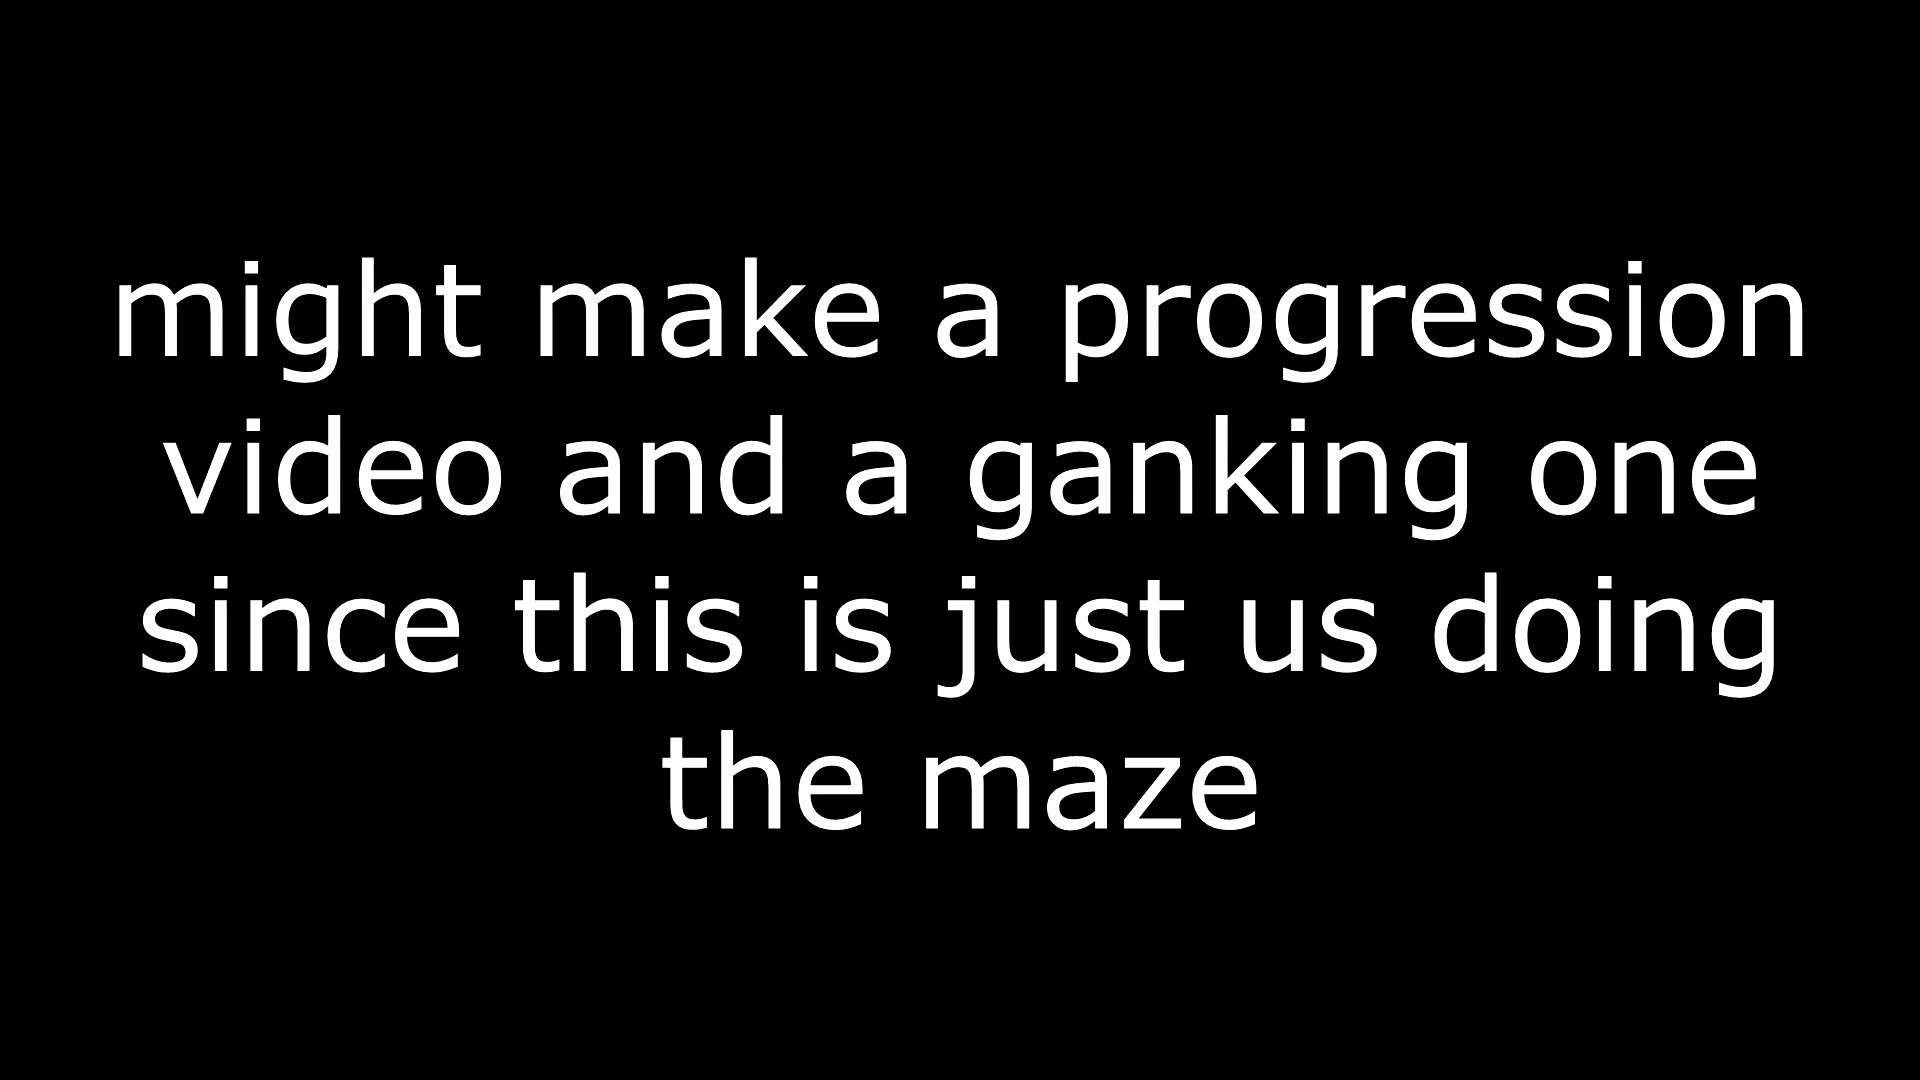 might make a progression
video and a ganking one
since this is just us doing
the maze